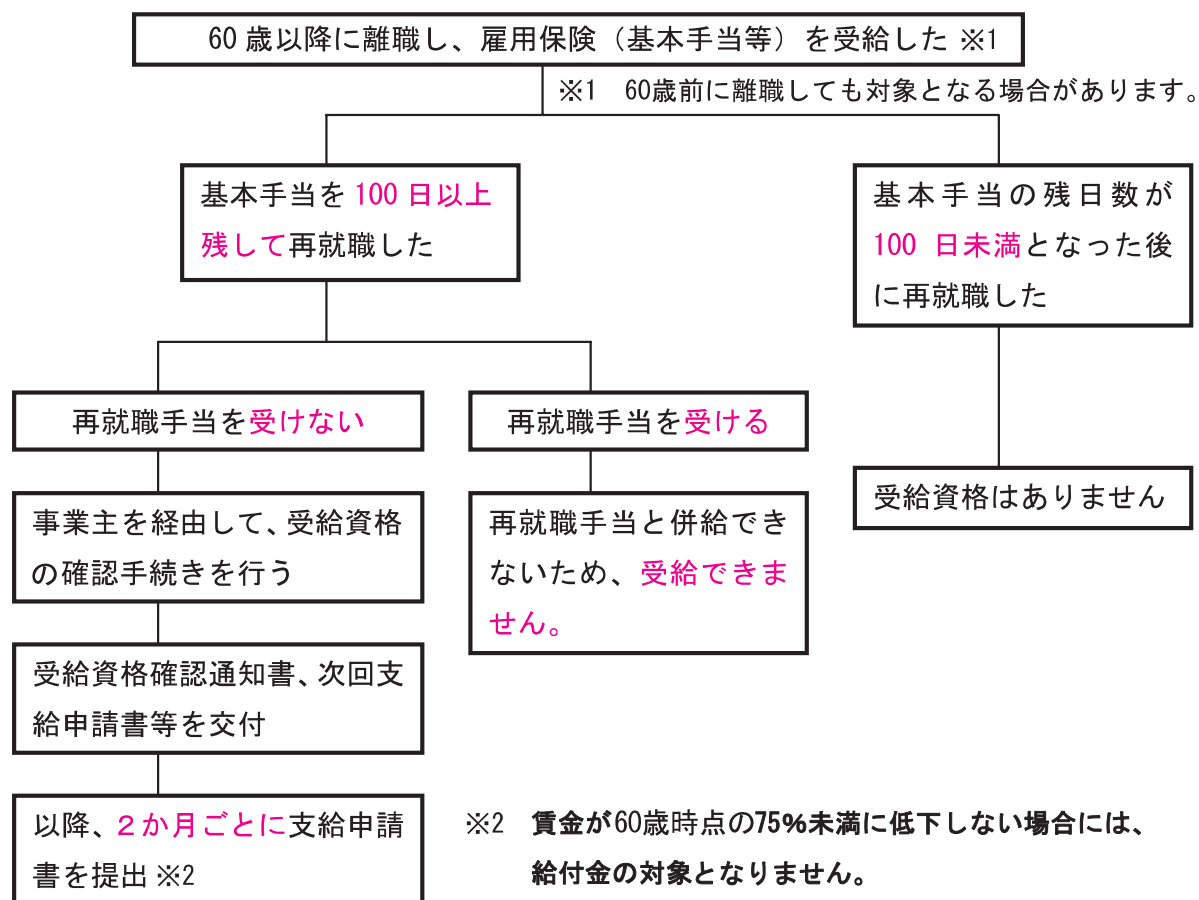 60歳以降に離職し、雇用保険（基本手当等）を受給した ※1
※1　60歳前に離職しても対象となる場合があります。
基本手当を 100 日以上
残して再就職した
基本手当の残日数が
100 日未満となった後
に再就職した
再就職手当を受けない
再就職手当を受ける
事業主を経由して、受給資格
の確認手続きを行う
再就職手当と併給でき
ないため、受給できま
せん。
受給資格はありません
受給資格確認通知書、次回支
給申請書等を交付
以降、２か月ごとに支給申請
書を提出 ※2
※2　賃金が60歳時点の75%未満に低下しない場合には、
給付金の対象となりません。